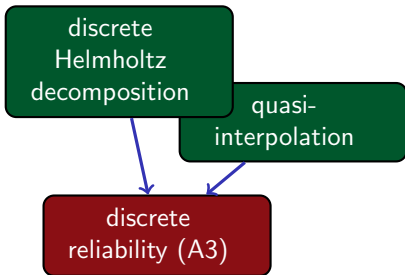 discrete
Helmholtz
decomposition
quasi-
interpolation
discrete
reliability (A3)